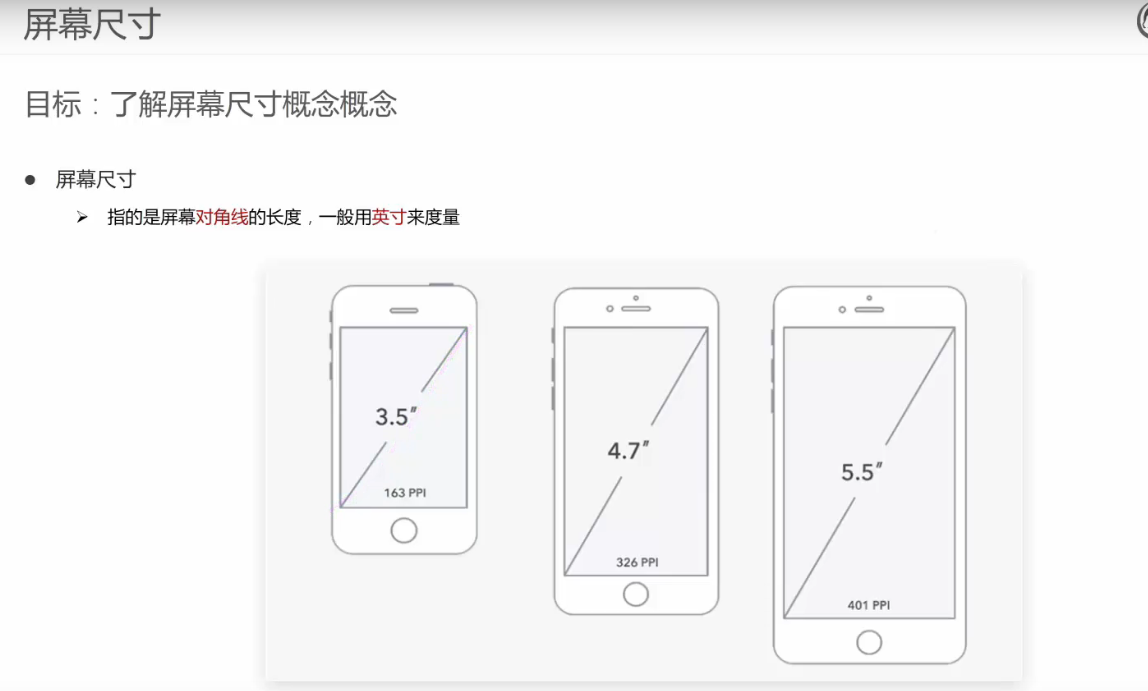 屏幕尺寸
目标：了解屏幕尺寸概念概念
● 屏幕尺寸
➢ 指的是屏幕对角线的长度，一般用英寸来度量
3.5″
163 PPI
4.7″
326 PPI
5.5″
401 PPI